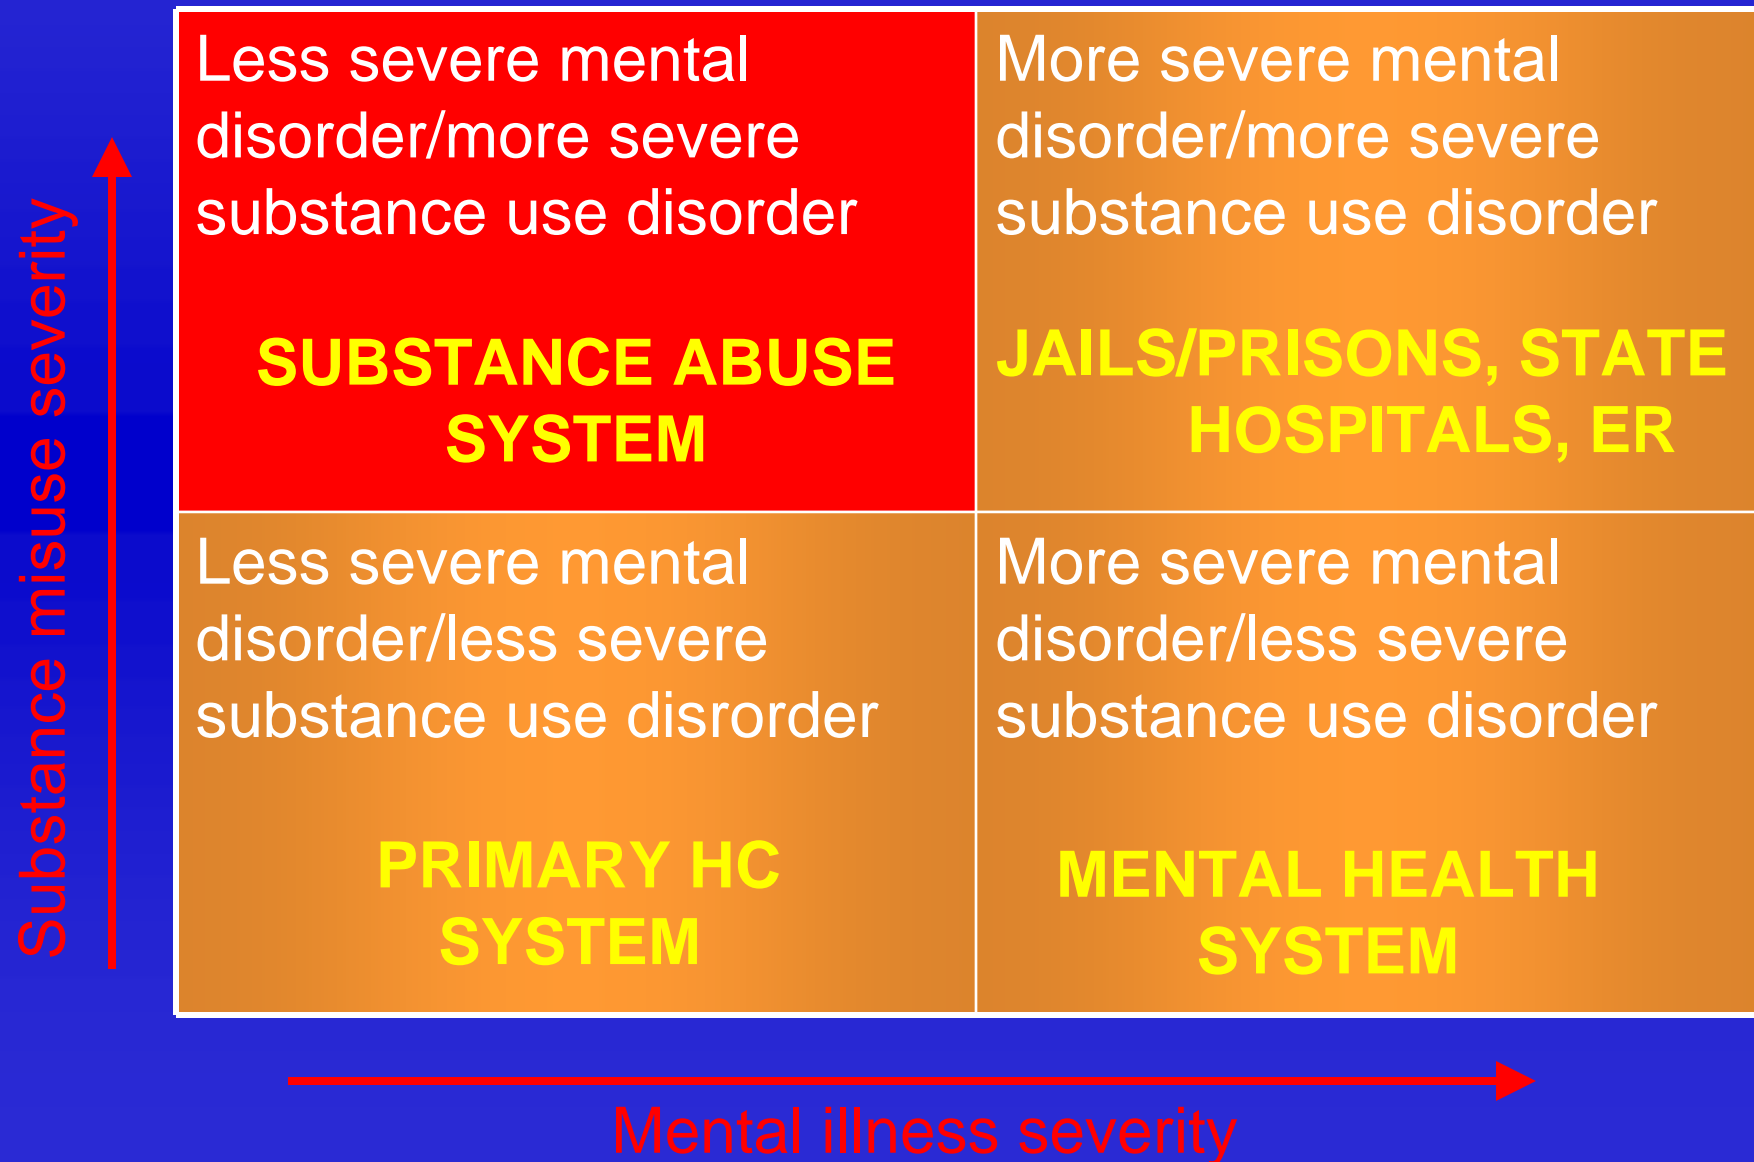 Substance misuse severity
Less severe mental
disorder/more severe
substance use disorder
SUBSTANCE ABUSE
SYSTEM
More severe mental
disorder/more severe
substance use disorder
JAILS/PRISONS, STATE
HOSPITALS, ER
Less severe mental
disorder/less severe
substance use disrorder
PRIMARY HC
SYSTEM
More severe mental
disorder/less severe
substance use disorder
MENTAL HEALTH
SYSTEM
Mental illness severity